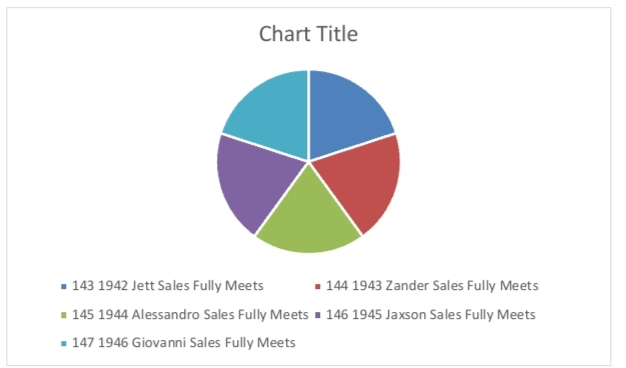 Chart Title
143 1942 Jett Sales Fully Meets
144 1943 Zander Sales Fully Meets
145 1944 Alessandro Sales Fully Meets
146 1945 Jaxson Sales Fully Meets
147 1946 Giovanni Sales Fully Meets